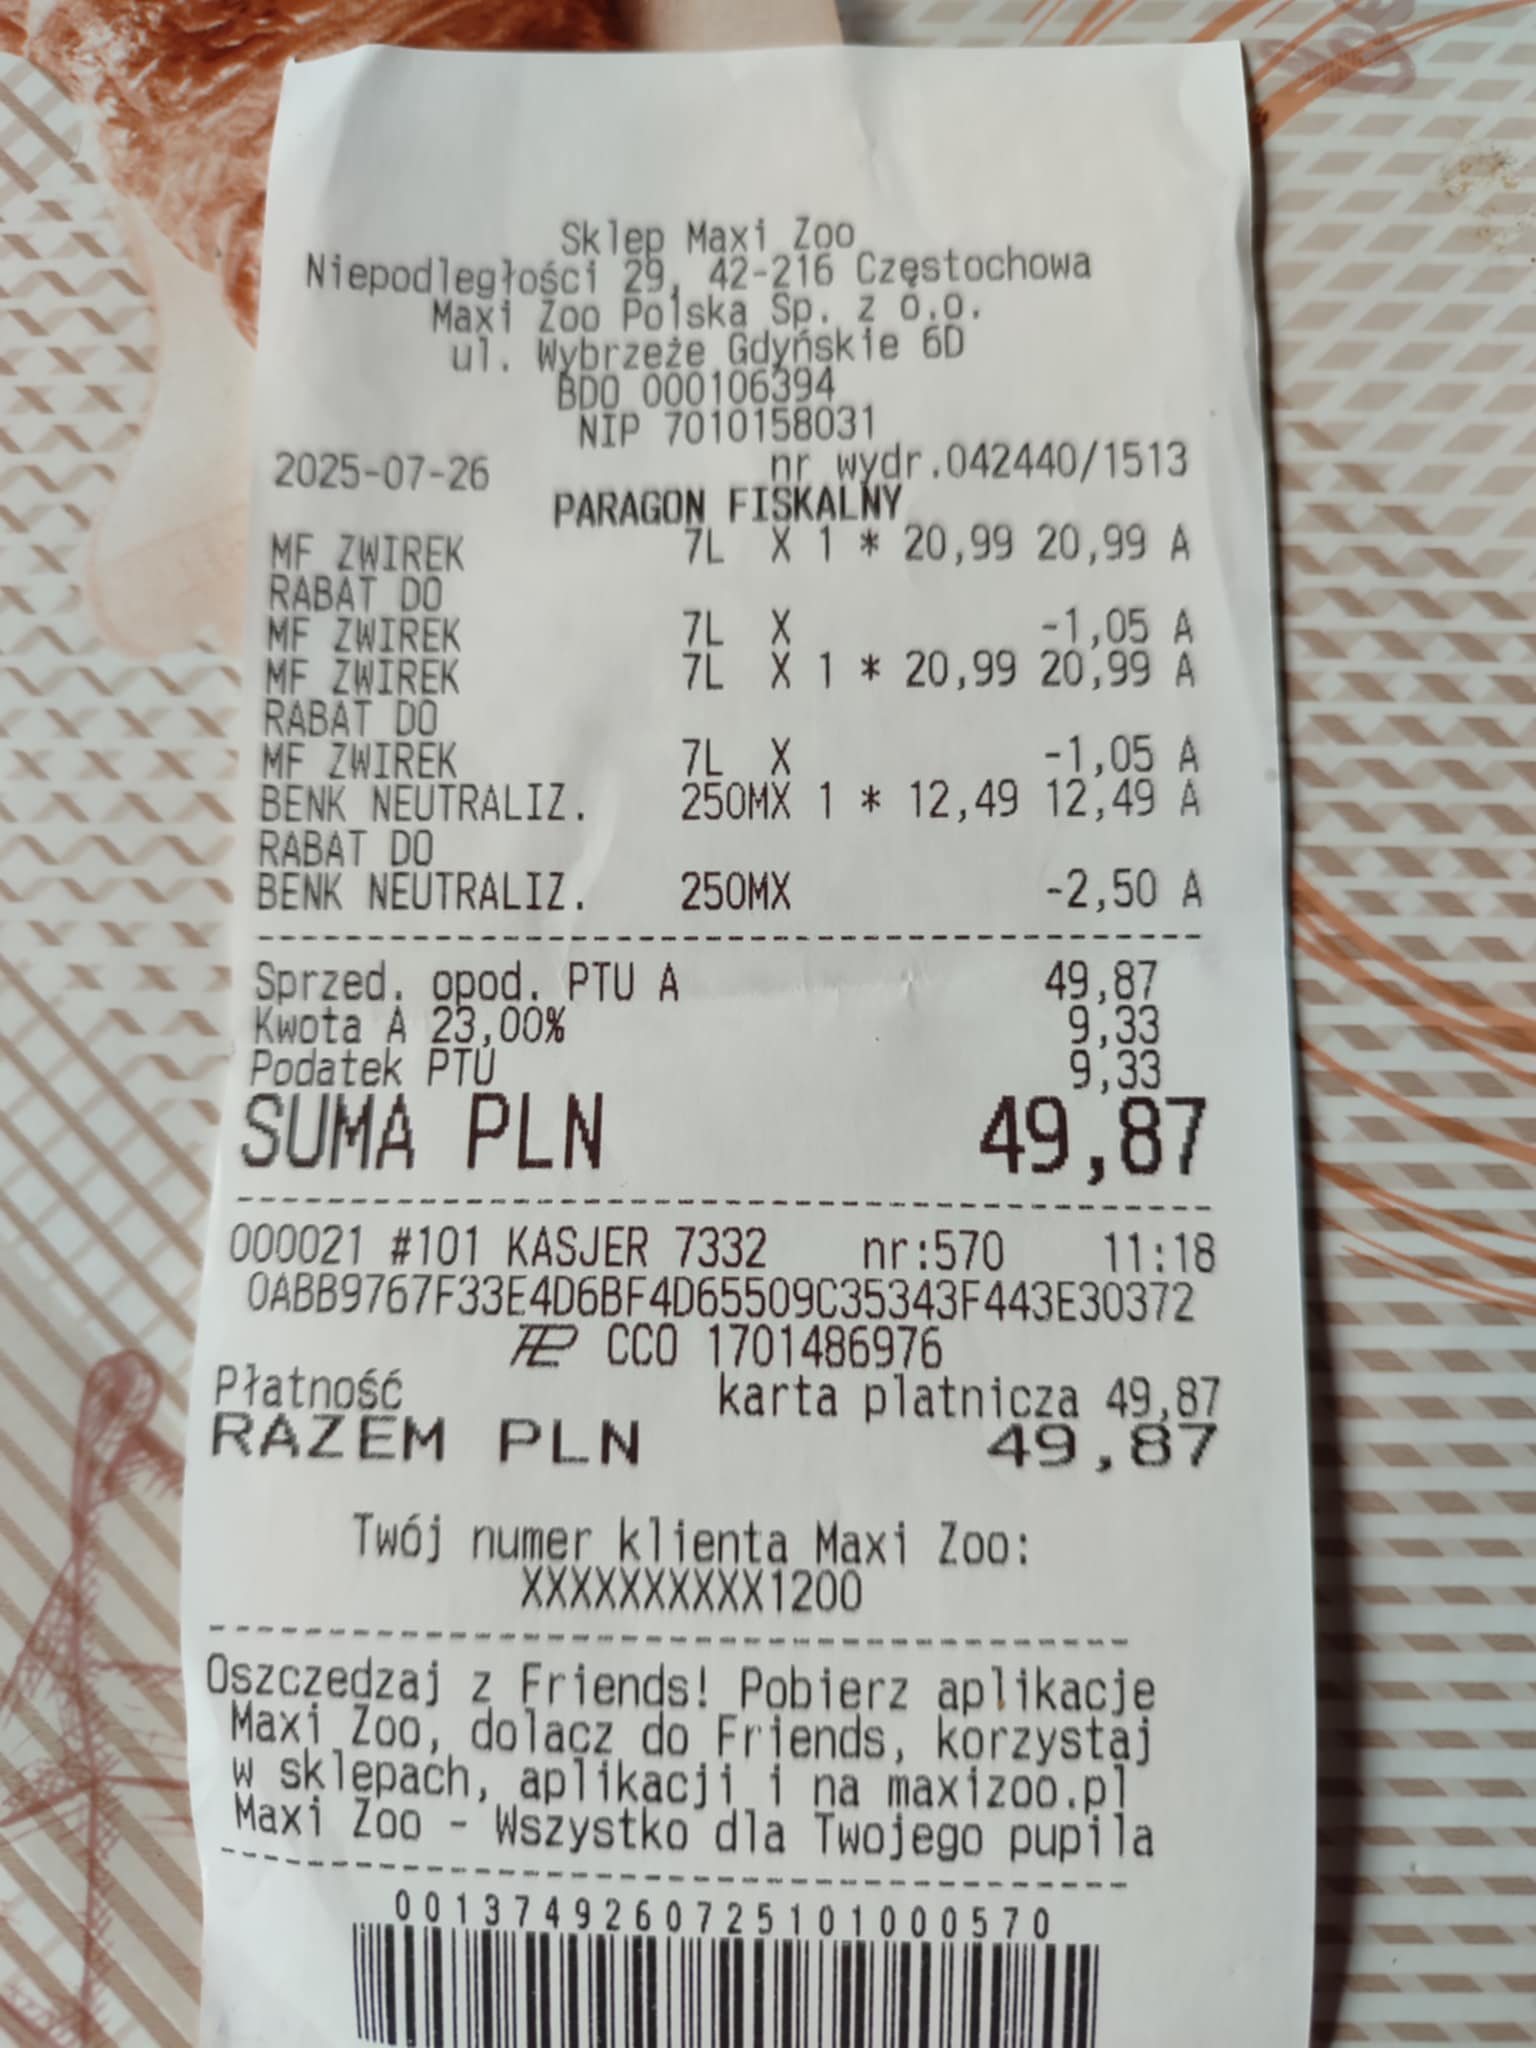 Sklep Maxi Zoo
Niepodległości 29, 42-216 Częstochowa
Maxi Zoo Polska Sp. z o.o.
ul. Wybrzeże Gdyńskie 6D
BDO 000106394
NIP 7010158031
2025-07-26 nr wydr.042440/1513
PARAGON FISKALNY
MF ZWIREK 7L X 1 * 20,99 20,99 A
RABAT DO
MF ZWIREK 7L X -1,05 A
MF ZWIREK 7L X 1 * 20,99 20,99 A
RABAT DO
MF ZWIREK 7L X -1,05 A
BENK NEUTRALIZ. 250MX 1 * 12,49 12,49 A
RABAT DO
BENK NEUTRALIZ. 250MX -2,50 A
Sprzed. opod. PTU A 49,87
Kwota A 23,00% 9,33
Podatek PTU 9,33
SUMA PLN 49,87
000021 #101 KASJER 7332 nr:570 11:18
0ABB9767F33E4D6BF4D65509C35343F443E30372
CCO 1701486976
Płatność karta płatnicza 49,87
RAZEM PLN 49,87
Twój numer klienta Maxi Zoo:
XXXXXXXXXX1200
Oszczedzaj z Friends! Pobierz aplikacje
Maxi Zoo, dolacz do Friends, korzystaj
w sklepach, aplikacji i na maxizoo.pl
Maxi Zoo - Wszystko dla Twojego pupila
0013749260725101000570